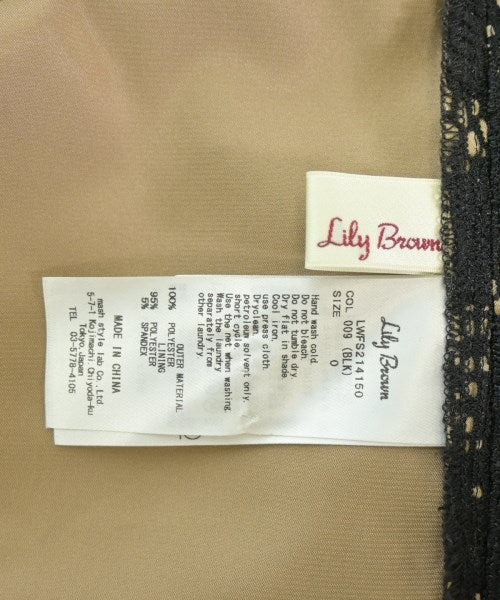 Lily Brown
Lily Brown
LWFS214150
COL 009 (BLK)
SIZE 0
Hand wash cold.
Do not bleach
Do not tumble dry
Dry flat in shade
Cool iron.
use press cloth
Dryclean.
petroleum solvent only.
short cycle
Use the net when washing.
Wash the laundry
separately from
other laundry
OUTER MATERIAL
100% POLYESTER
LINING
95% POLYESTER
5% SPANDEX
MADE IN CHINA
mash style lab Co. Ltd
5-7-1 Kojimachi Chiyoda-ku
Tokyo Japan
TEL 03-5778-4105